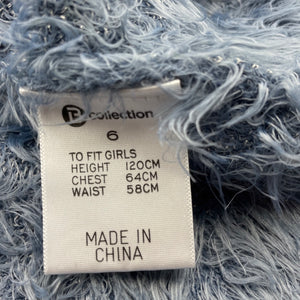 B collection
6
TO FIT GIRLS
HEIGHT 120CM
CHEST 64CM
WAIST 58CM
MADE IN
CHINA